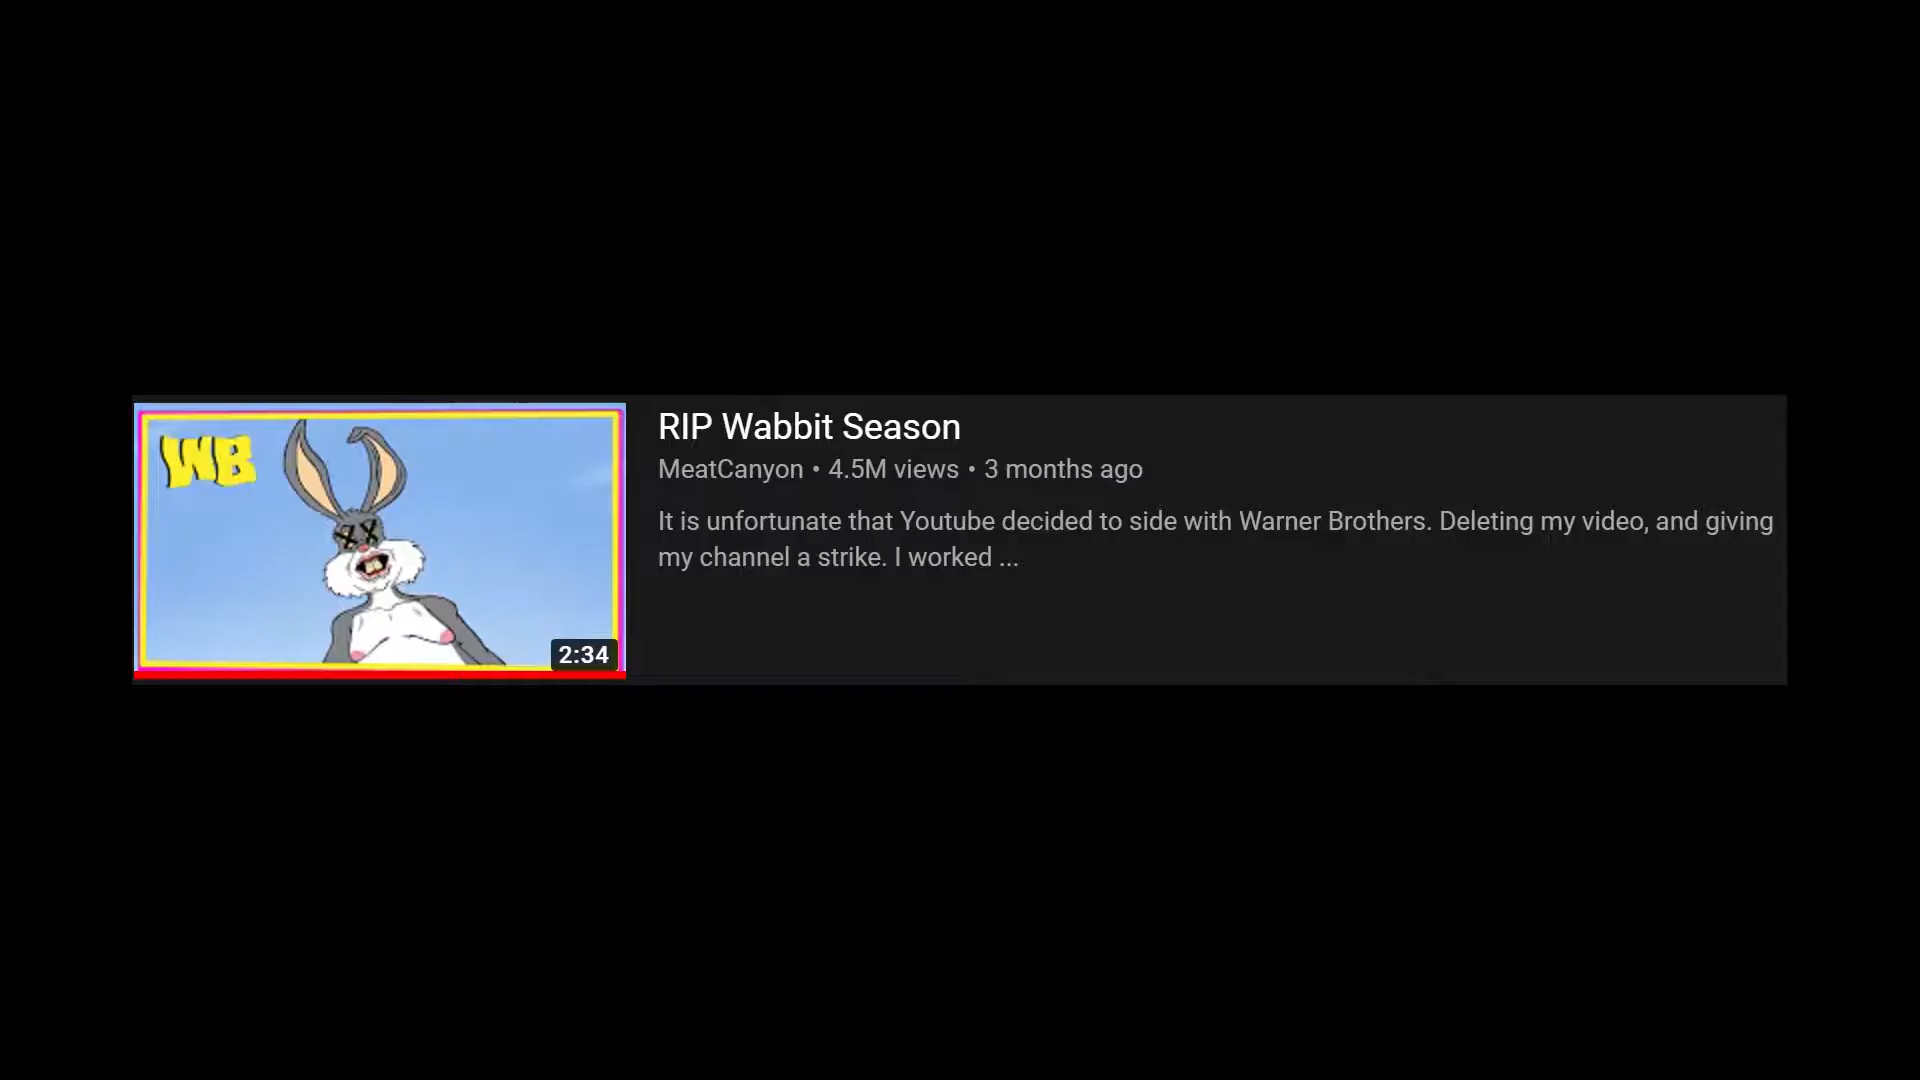 WB
2:34
RIP Wabbit Season
MeatCanyon • 4.5M views • 3 months ago
It is unfortunate that Youtube decided to side with Warner Brothers. Deleting my video, and giving
my channel a strike. I worked ...